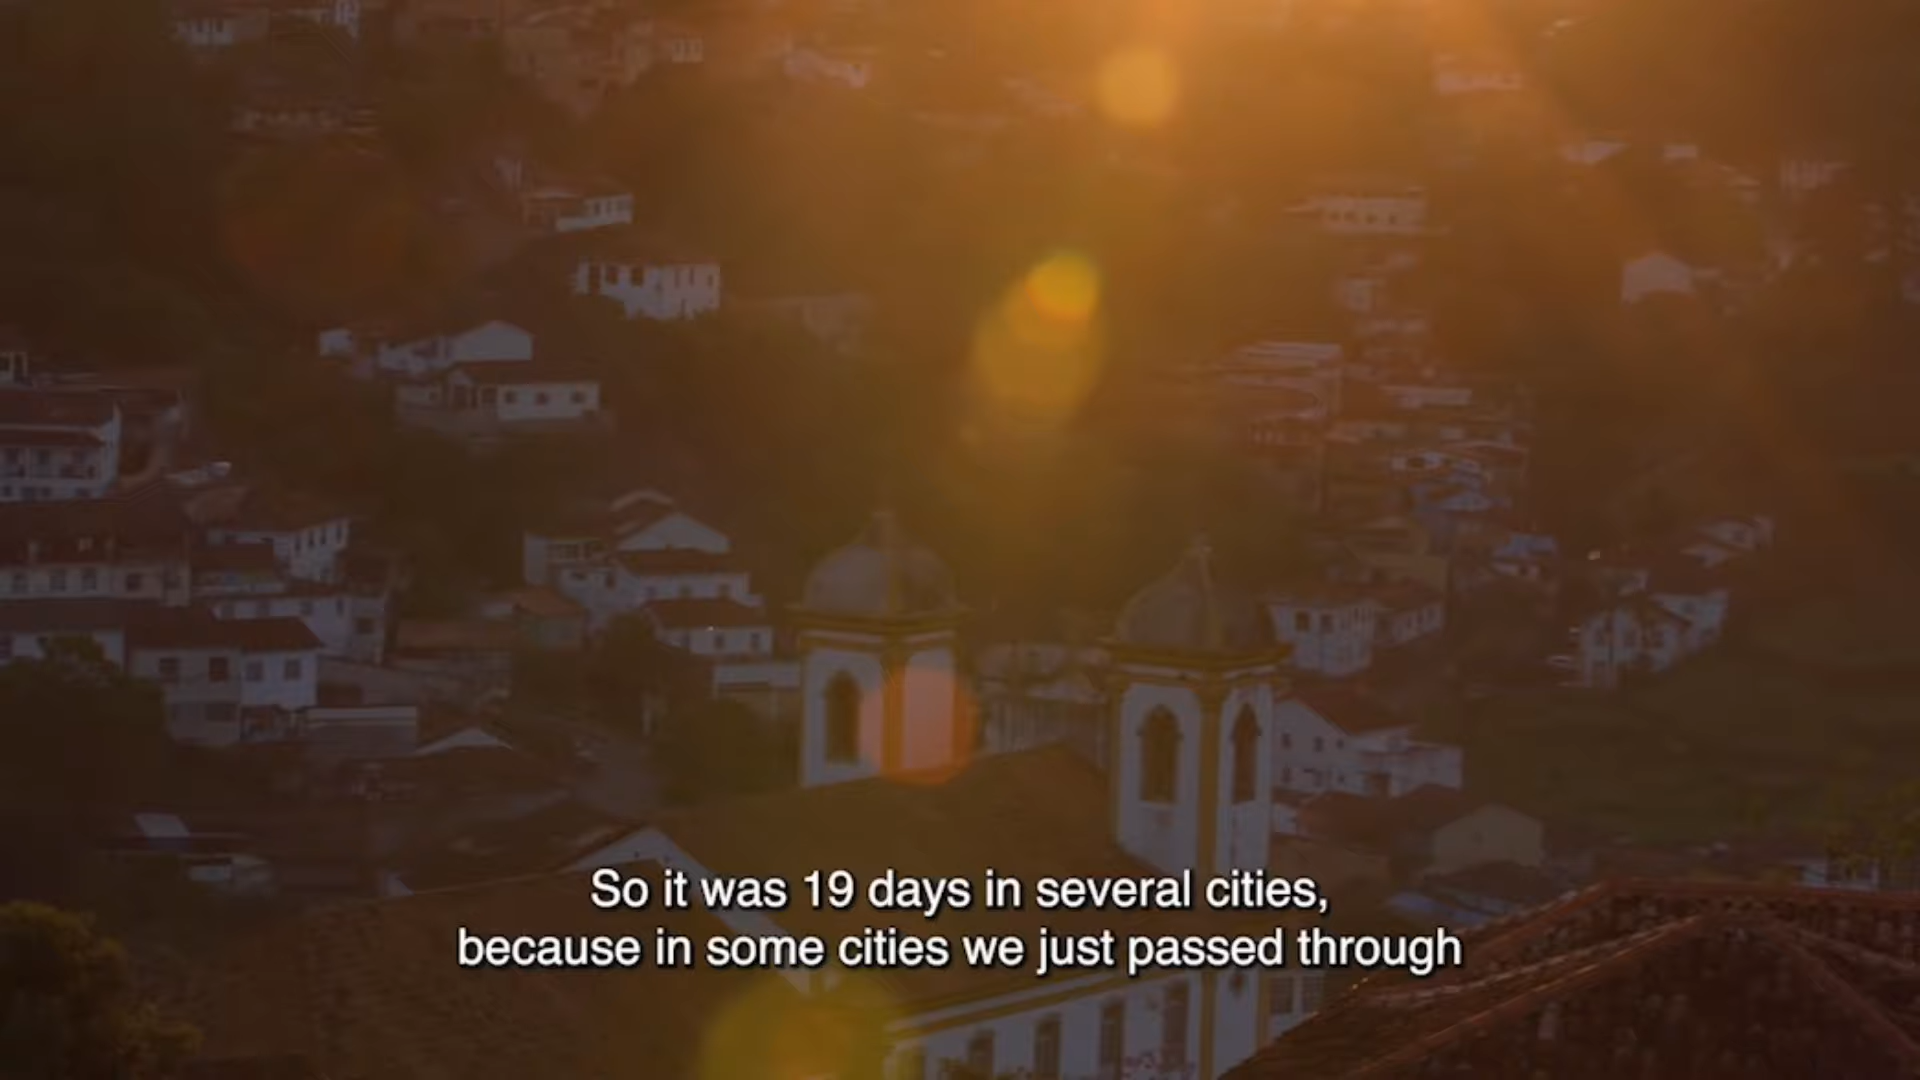 So it was 19 days in several cities,
because in some cities we just passed through